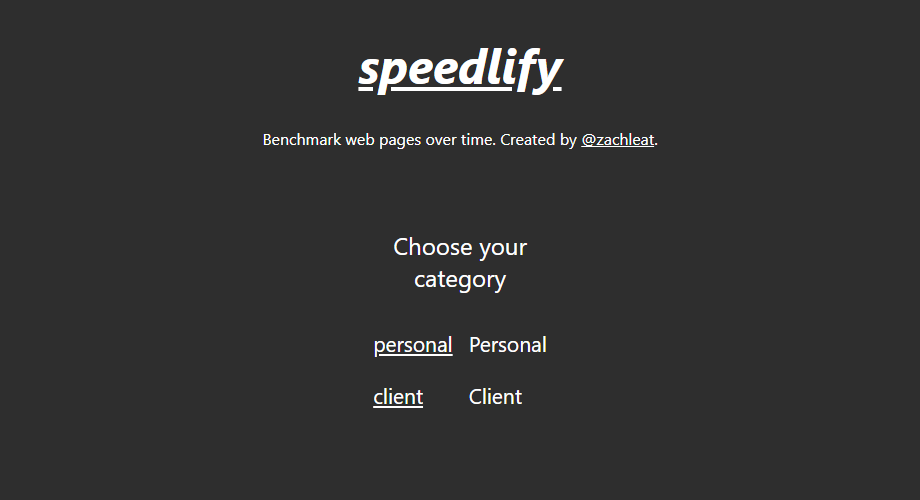 speedlify
Benchmark web pages over time. Created by @zachleat.
Choose your
category
personal Personal
client Client